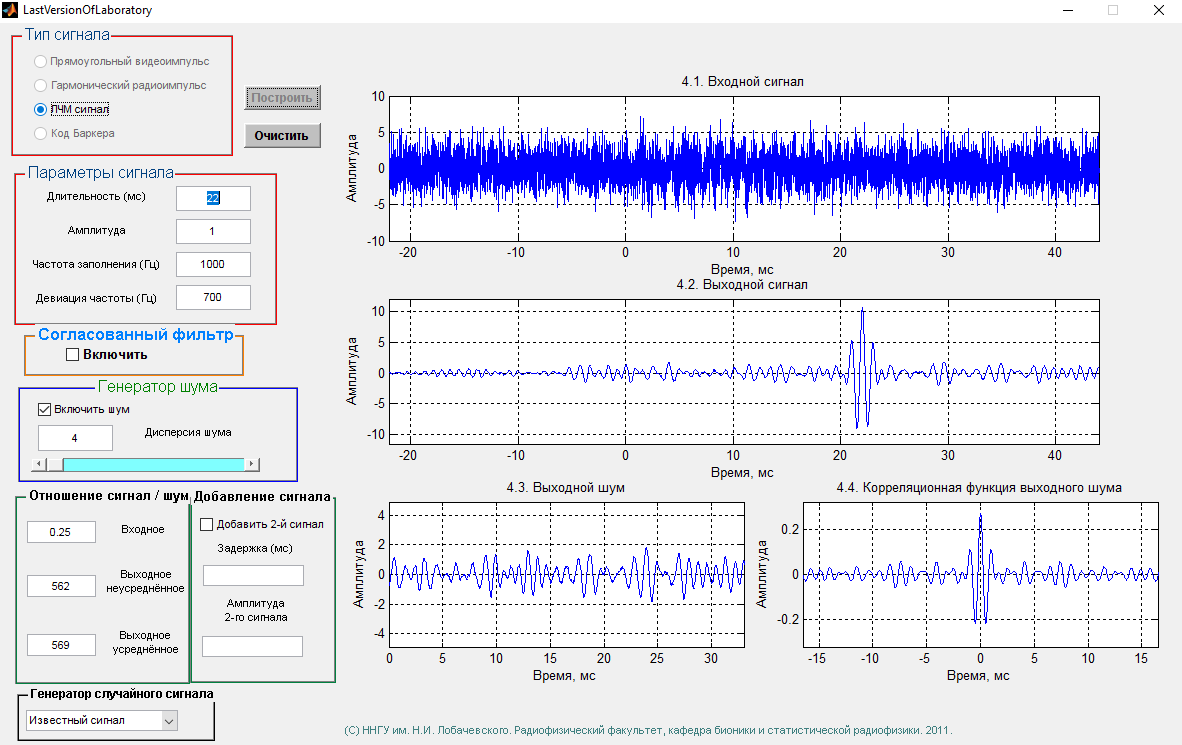 LastVersionOfLaboratory
Тип сигнала
Прямоугольный видеоимпульс
Гармонический радиоимпульс
ЛЧМ сигнал
Код Баркера
Построить
Очистить
Параметры сигнала
Длительность (мс)
22
Амплитуда
1
Частота заполнения (Гц)
1000
Девиация частоты (Гц)
700
Согласованный фильтр
Включить
Генератор шума
Включить шум
4
Дисперсия шума
Отношение сигнал / шум
0.25
Входное
562
Выходное
неусреднённое
569
Выходное
усреднённое
Добавление сигнала
Добавить 2-й сигнал
Задержка (мс)
Амплитуда
2-го сигнала
Генератор случайного сигнала
Известный сигнал
4.1. Входной сигнал
Амплитуда
10
5
0
-5
-10
-20 -10 0 10 20 30 40
Время, мс
4.2. Выходной сигнал
Амплитуда
10
5
0
-5
-10
-20 -10 0 10 20 30 40
Время, мс
4.3. Выходной шум
Амплитуда
4
2
0
-2
-4
0 5 10 15 20 25 30
Время, мс
4.4. Корреляционная функция выходного шума
Амплитуда
0.2
0
-0.2
-15 -10 -5 0 5 10 15
Время, мс
(С) ННГУ им. Н.И. Лобачевского. Радиофизический факультет, кафедра бионики и статистической радиофизики. 2011.